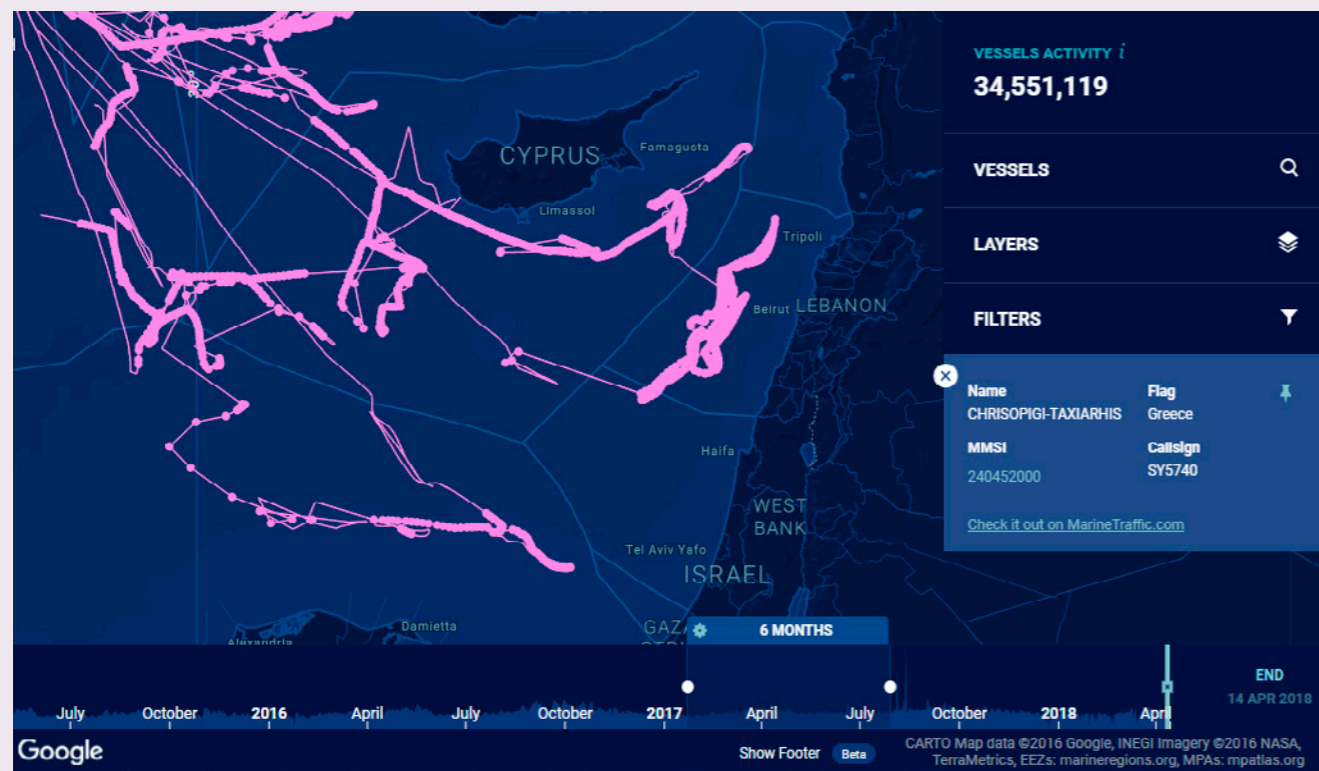 VESSELS ACTIVITY i
34,551,119
VESSELS
LAYERS
FILTERS
Name
CHRISOPIGI-TAXIARHIS
Flag
Greece
MMSI
240452000
Callsign
SY5740
Check it out on MarineTraffic.com
CYPRUS
Famagusta
Limassol
Tripoli
Beirut
LEBANON
Haifa
WEST
BANK
Tel Aviv Yafo
ISRAEL
Damietta
Alexandria
6 MONTHS
July
October
2016
April
July
October
2017
April
July
October
2018
April
END
14 APR 2018
Google
Show Footer
Beta
CARTO Map data ©2016 Google, INEGI Imagery ©2016 NASA,
TerraMetrics, EEZs: marineregions.org, MPAs: mpatlas.org